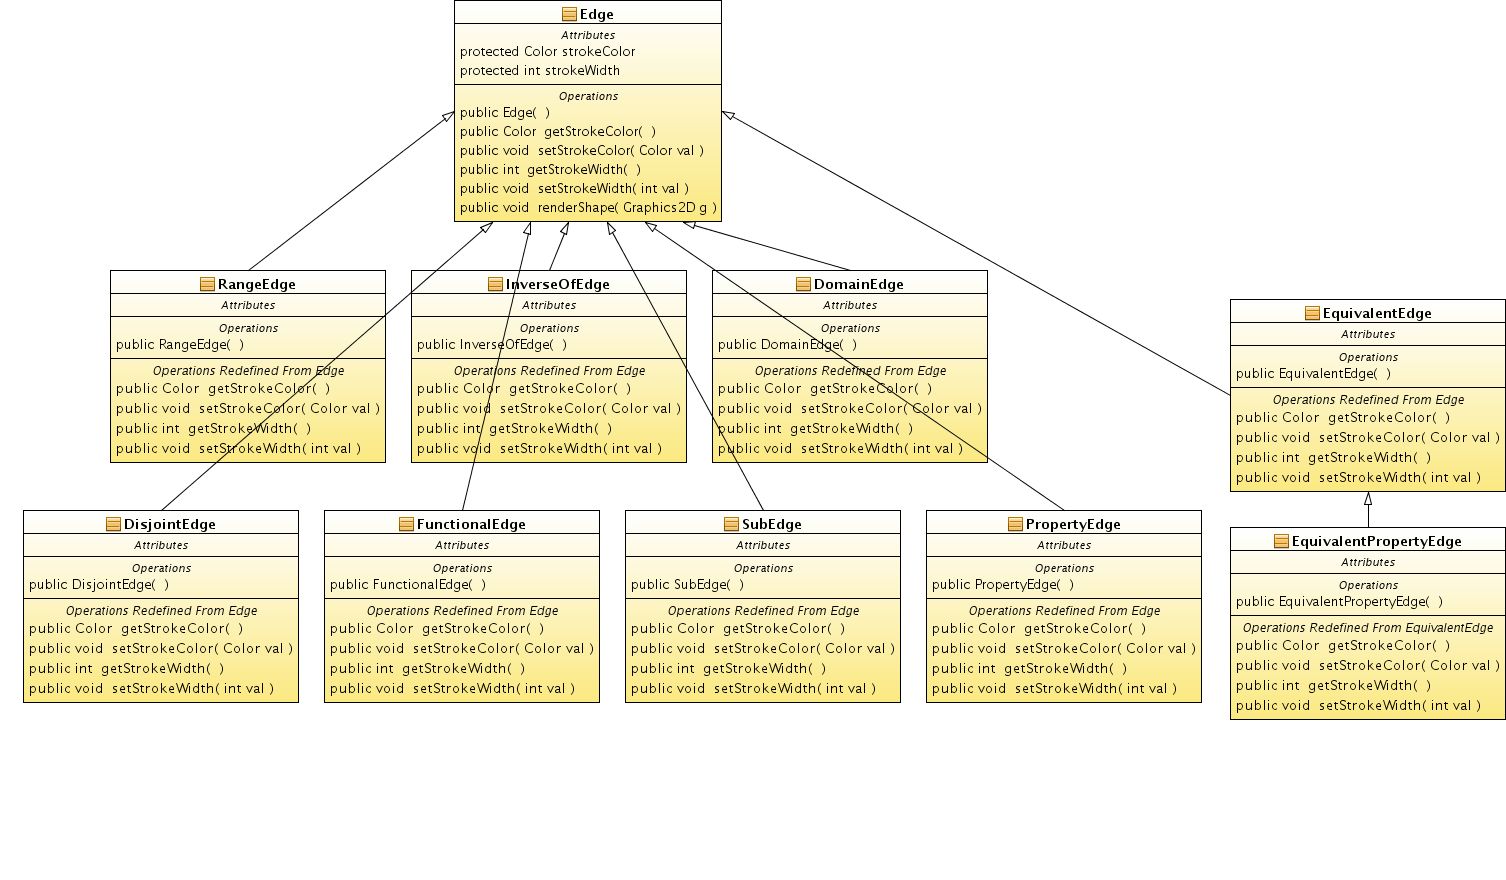 Edge
Attributes
protected Color strokeColor
protected int strokeWidth
Operations
public Edge(  )
public Color  getStrokeColor(  )
public void  setStrokeColor( Color val )
public int  getStrokeWidth(  )
public void  setStrokeWidth( int val )
public void  renderShape( Graphics2D g )
RangeEdge
Attributes
Operations
public RangeEdge(  )
Operations Redefined From Edge
public Color  getStrokeColor(  )
public void  setStrokeColor( Color val )
public int  getStrokeWidth(  )
public void  setStrokeWidth( int val )
InverseOfEdge
Attributes
Operations
public InverseOfEdge(  )
Operations Redefined From Edge
public Color  getStrokeColor(  )
public void  setStrokeColor( Color val )
public int  getStrokeWidth(  )
public void  setStrokeWidth( int val )
DomainEdge
Attributes
Operations
public DomainEdge(  )
Operations Redefined From Edge
public Color  getStrokeColor(  )
public void  setStrokeColor( Color val )
public int  getStrokeWidth(  )
public void  setStrokeWidth( int val )
EquivalentEdge
Attributes
Operations
public EquivalentEdge(  )
Operations Redefined From Edge
public Color  getStrokeColor(  )
public void  setStrokeColor( Color val )
public int  getStrokeWidth(  )
public void  setStrokeWidth( int val )
DisjointEdge
Attributes
Operations
public DisjointEdge(  )
Operations Redefined From Edge
public Color  getStrokeColor(  )
public void  setStrokeColor( Color val )
public int  getStrokeWidth(  )
public void  setStrokeWidth( int val )
FunctionalEdge
Attributes
Operations
public FunctionalEdge(  )
Operations Redefined From Edge
public Color  getStrokeColor(  )
public void  setStrokeColor( Color val )
public int  getStrokeWidth(  )
public void  setStrokeWidth( int val )
SubEdge
Attributes
Operations
public SubEdge(  )
Operations Redefined From Edge
public Color  getStrokeColor(  )
public void  setStrokeColor( Color val )
public int  getStrokeWidth(  )
public void  setStrokeWidth( int val )
PropertyEdge
Attributes
Operations
public PropertyEdge(  )
Operations Redefined From Edge
public Color  getStrokeColor(  )
public void  setStrokeColor( Color val )
public int  getStrokeWidth(  )
public void  setStrokeWidth( int val )
EquivalentPropertyEdge
Attributes
Operations
public EquivalentPropertyEdge(  )
Operations Redefined From EquivalentEdge
public Color  getStrokeColor(  )
public void  setStrokeColor( Color val )
public int  getStrokeWidth(  )
public void  setStrokeWidth( int val )